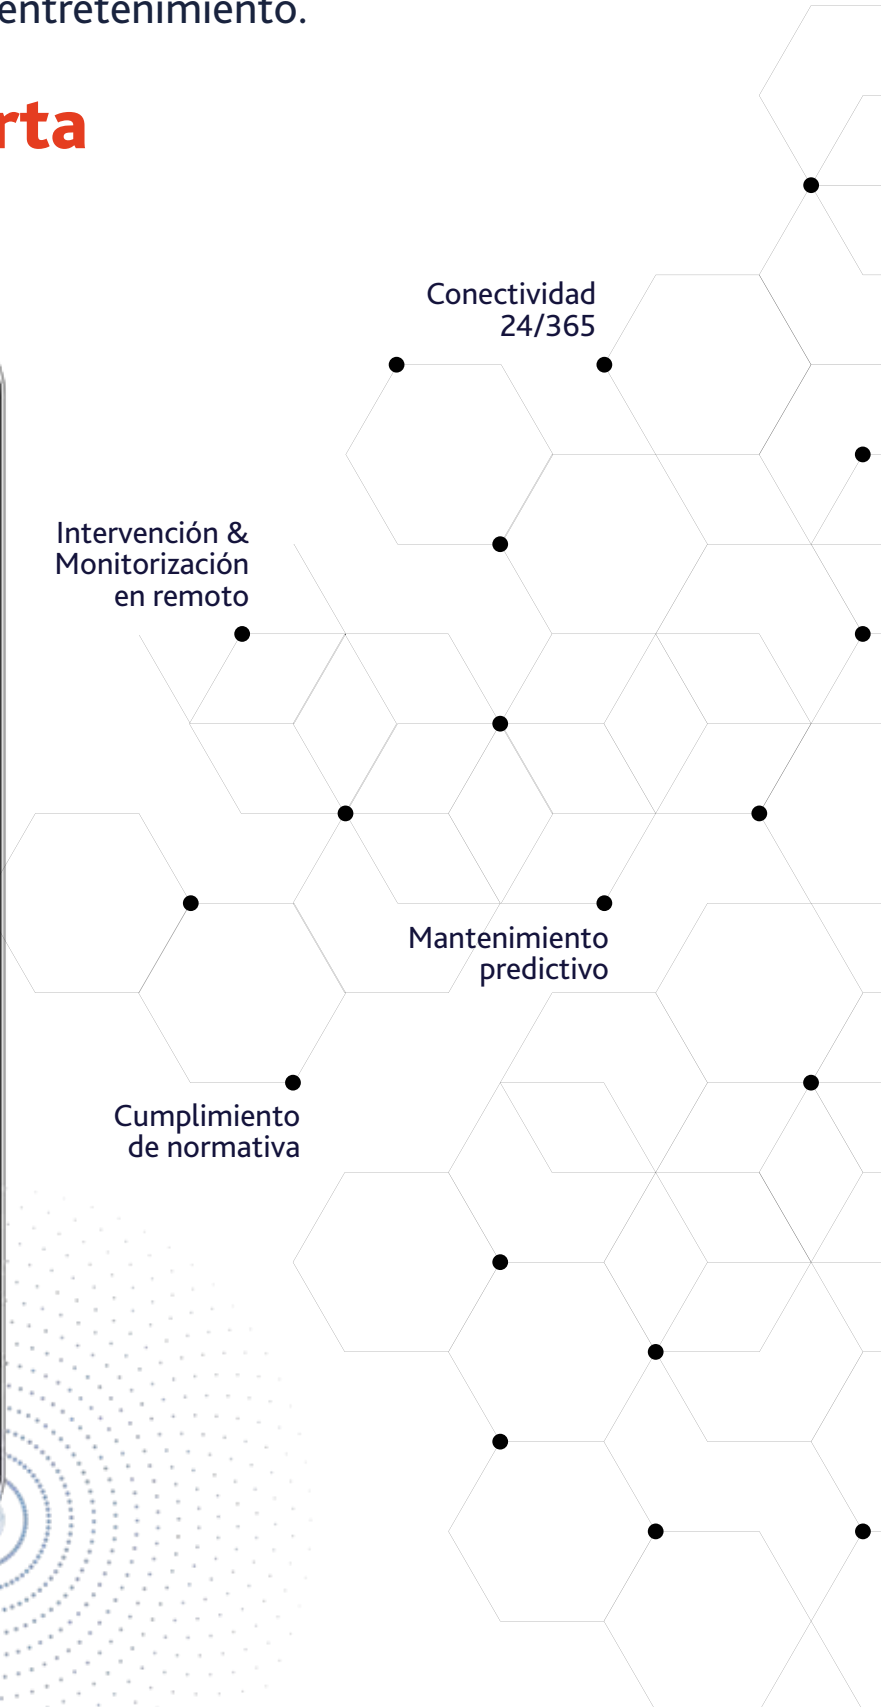 entretenimiento.
rta
Conectividad
24/365
Intervención &
Monitorización
en remoto
Mantenimiento
predictivo
Cumplimiento
de normativa